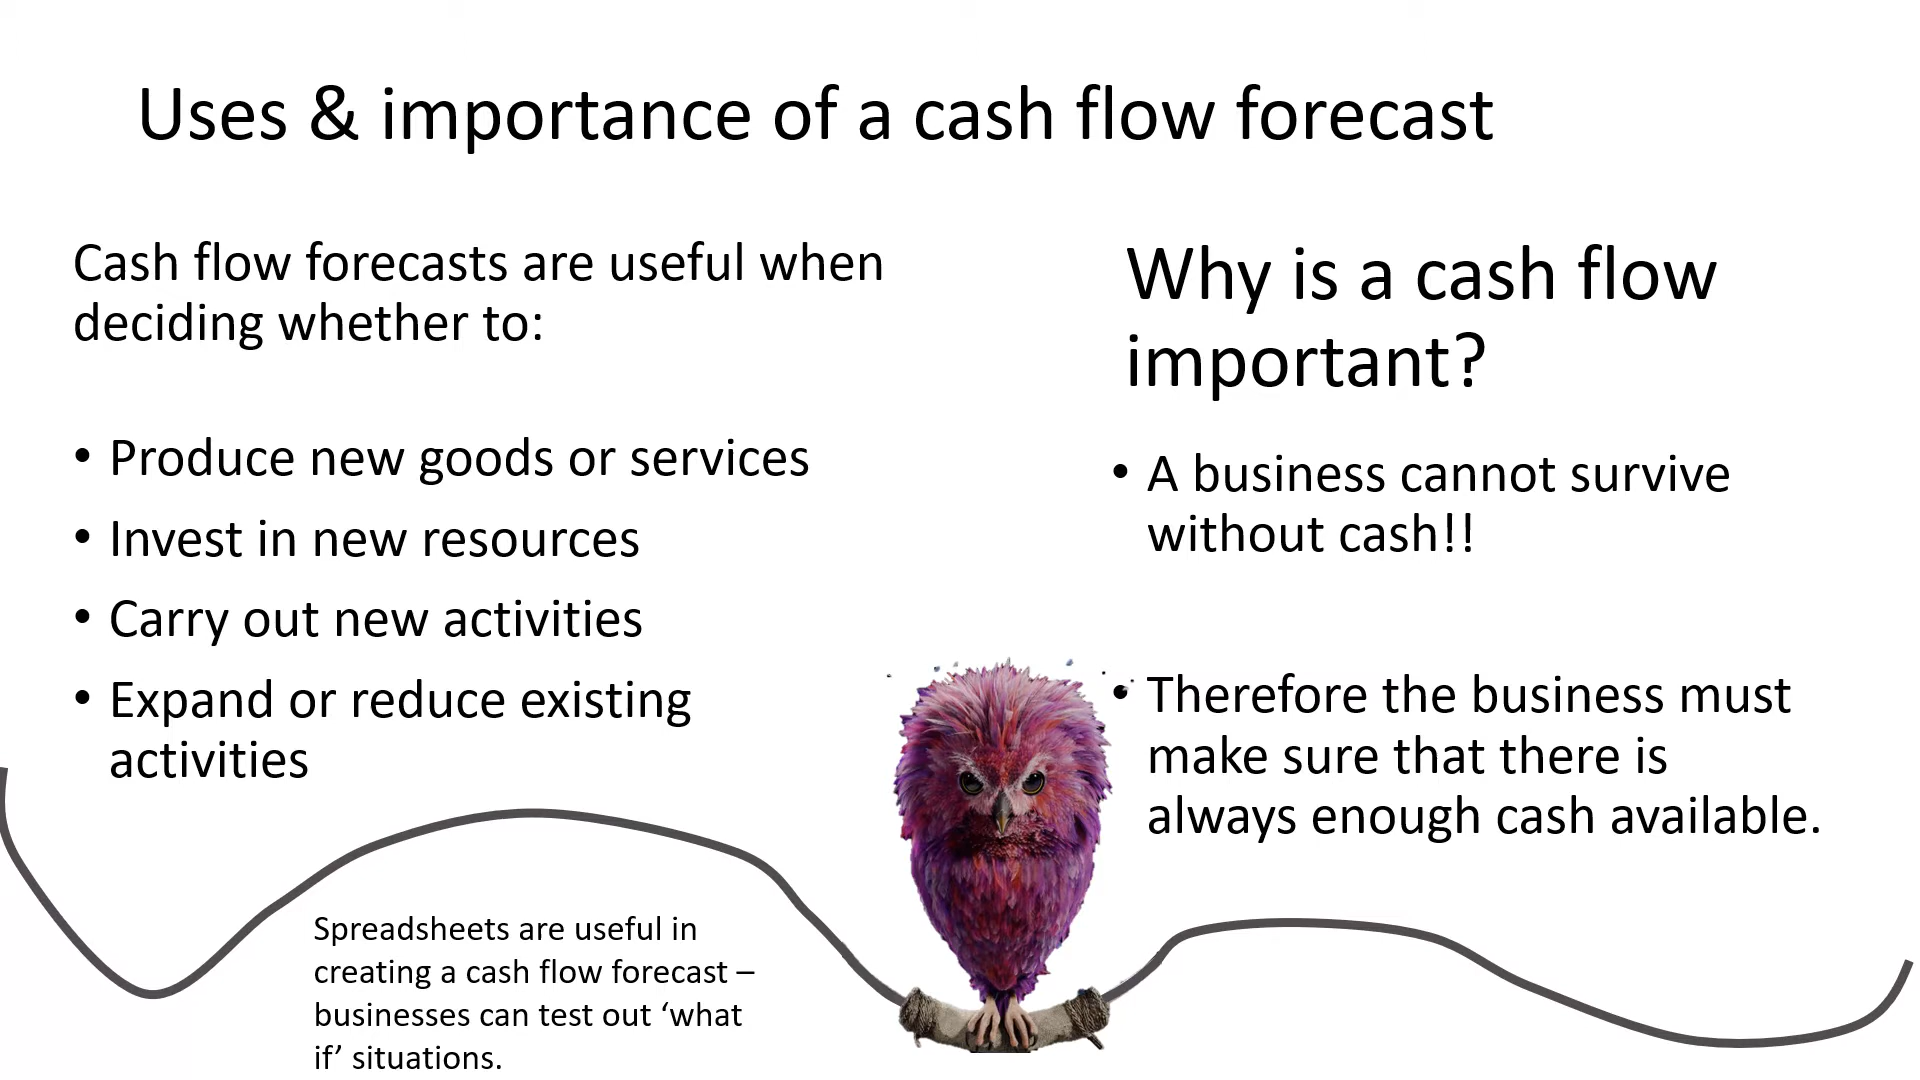 Uses & importance of a cash flow forecast
Cash flow forecasts are useful when
deciding whether to:
• Produce new goods or services
• Invest in new resources
• Carry out new activities
• Expand or reduce existing
activities
Spreadsheets are useful in
creating a cash flow forecast –
businesses can test out ‘what
if’ situations.
Why is a cash flow
important?
• A business cannot survive
without cash!!
• Therefore the business must
make sure that there is
always enough cash available.